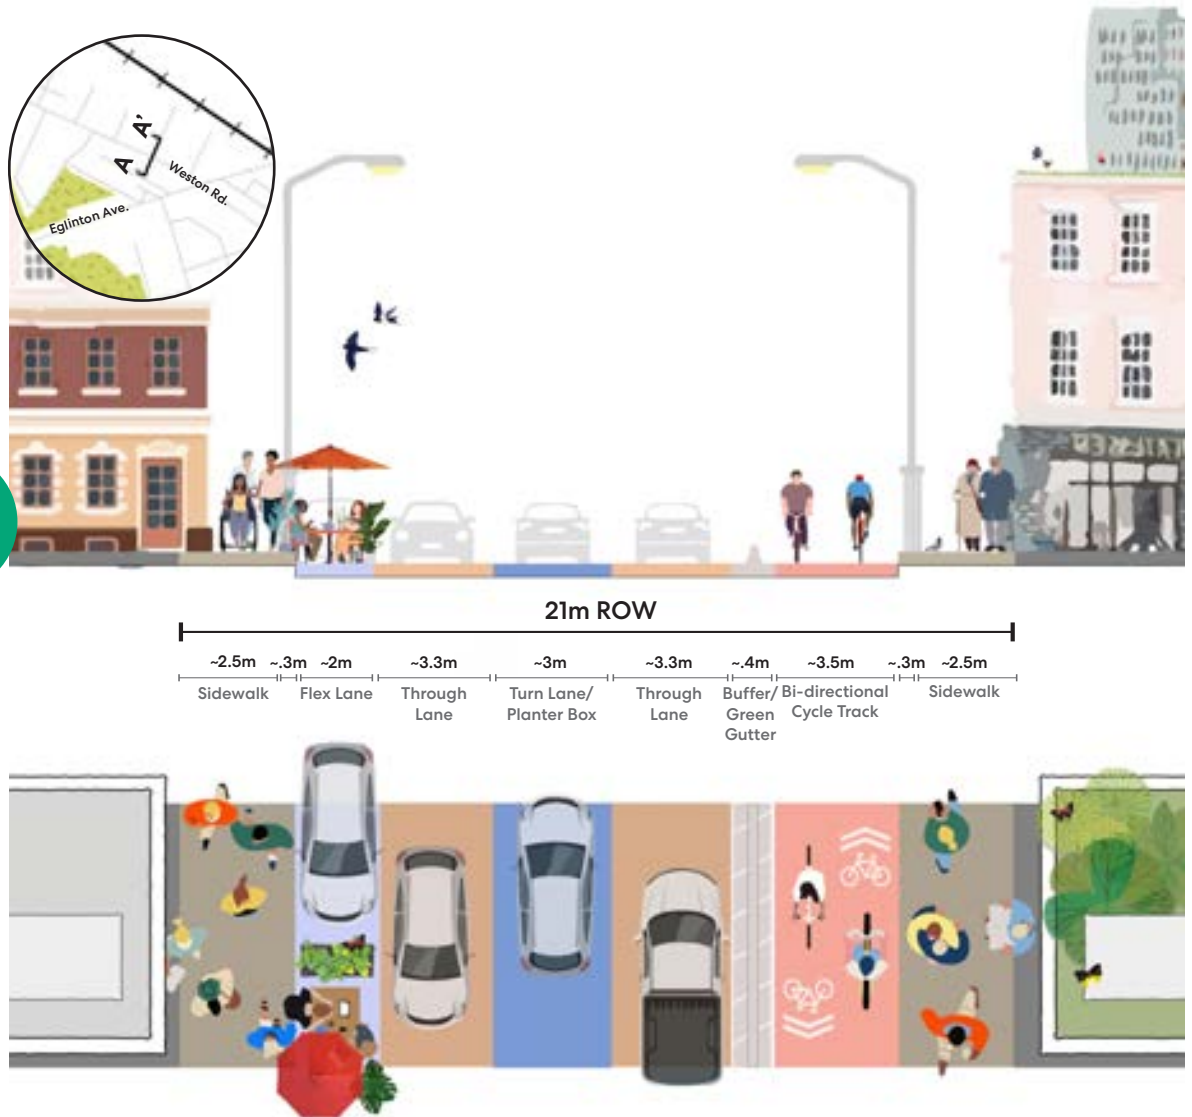 A'
A
Weston Rd.
Eglinton Ave.
21m ROW
~2.5m ~.3m ~2m ~3.3m ~3m ~3.3m ~.4m ~3.5m ~.3m ~2.5m
Sidewalk Flex Lane Through Lane Turn Lane/ Planter Box Through Lane Buffer/ Green Gutter Bi-directional Cycle Track Sidewalk